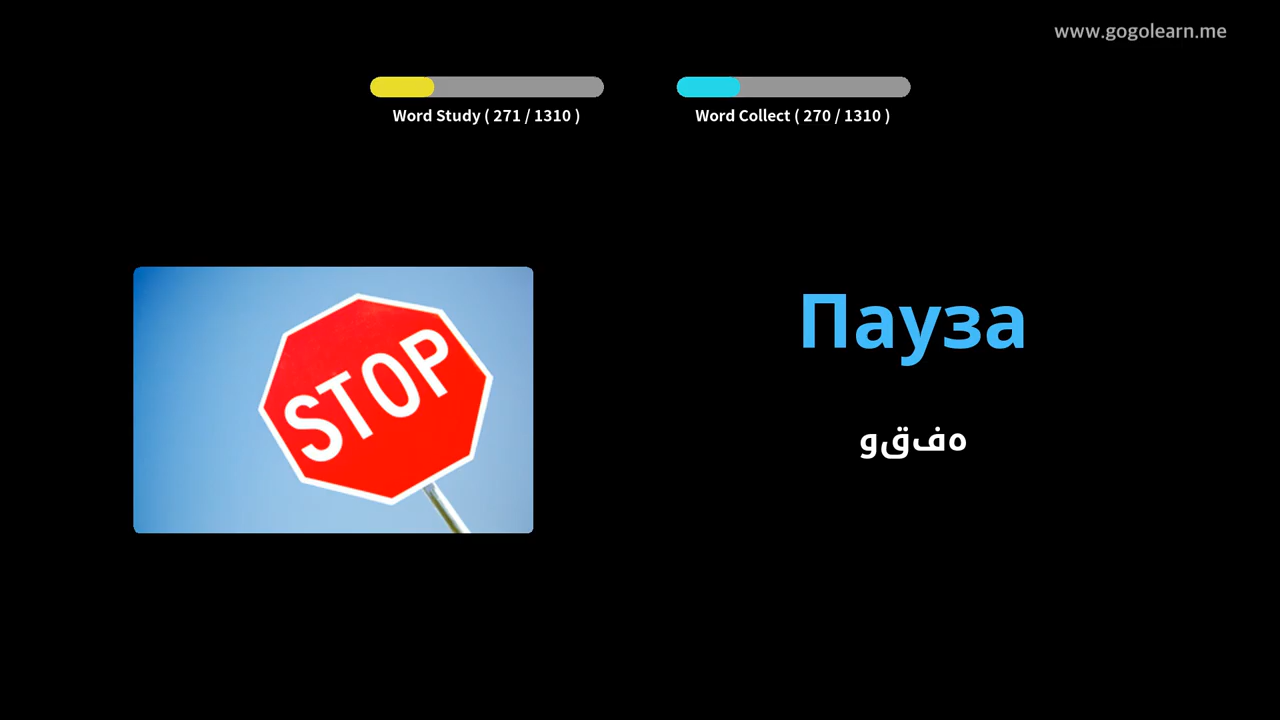 www.gogolearn.me
Word Study ( 271 / 1310 )
Word Collect ( 270 / 1310 )
STOP
Пауза
وقفه